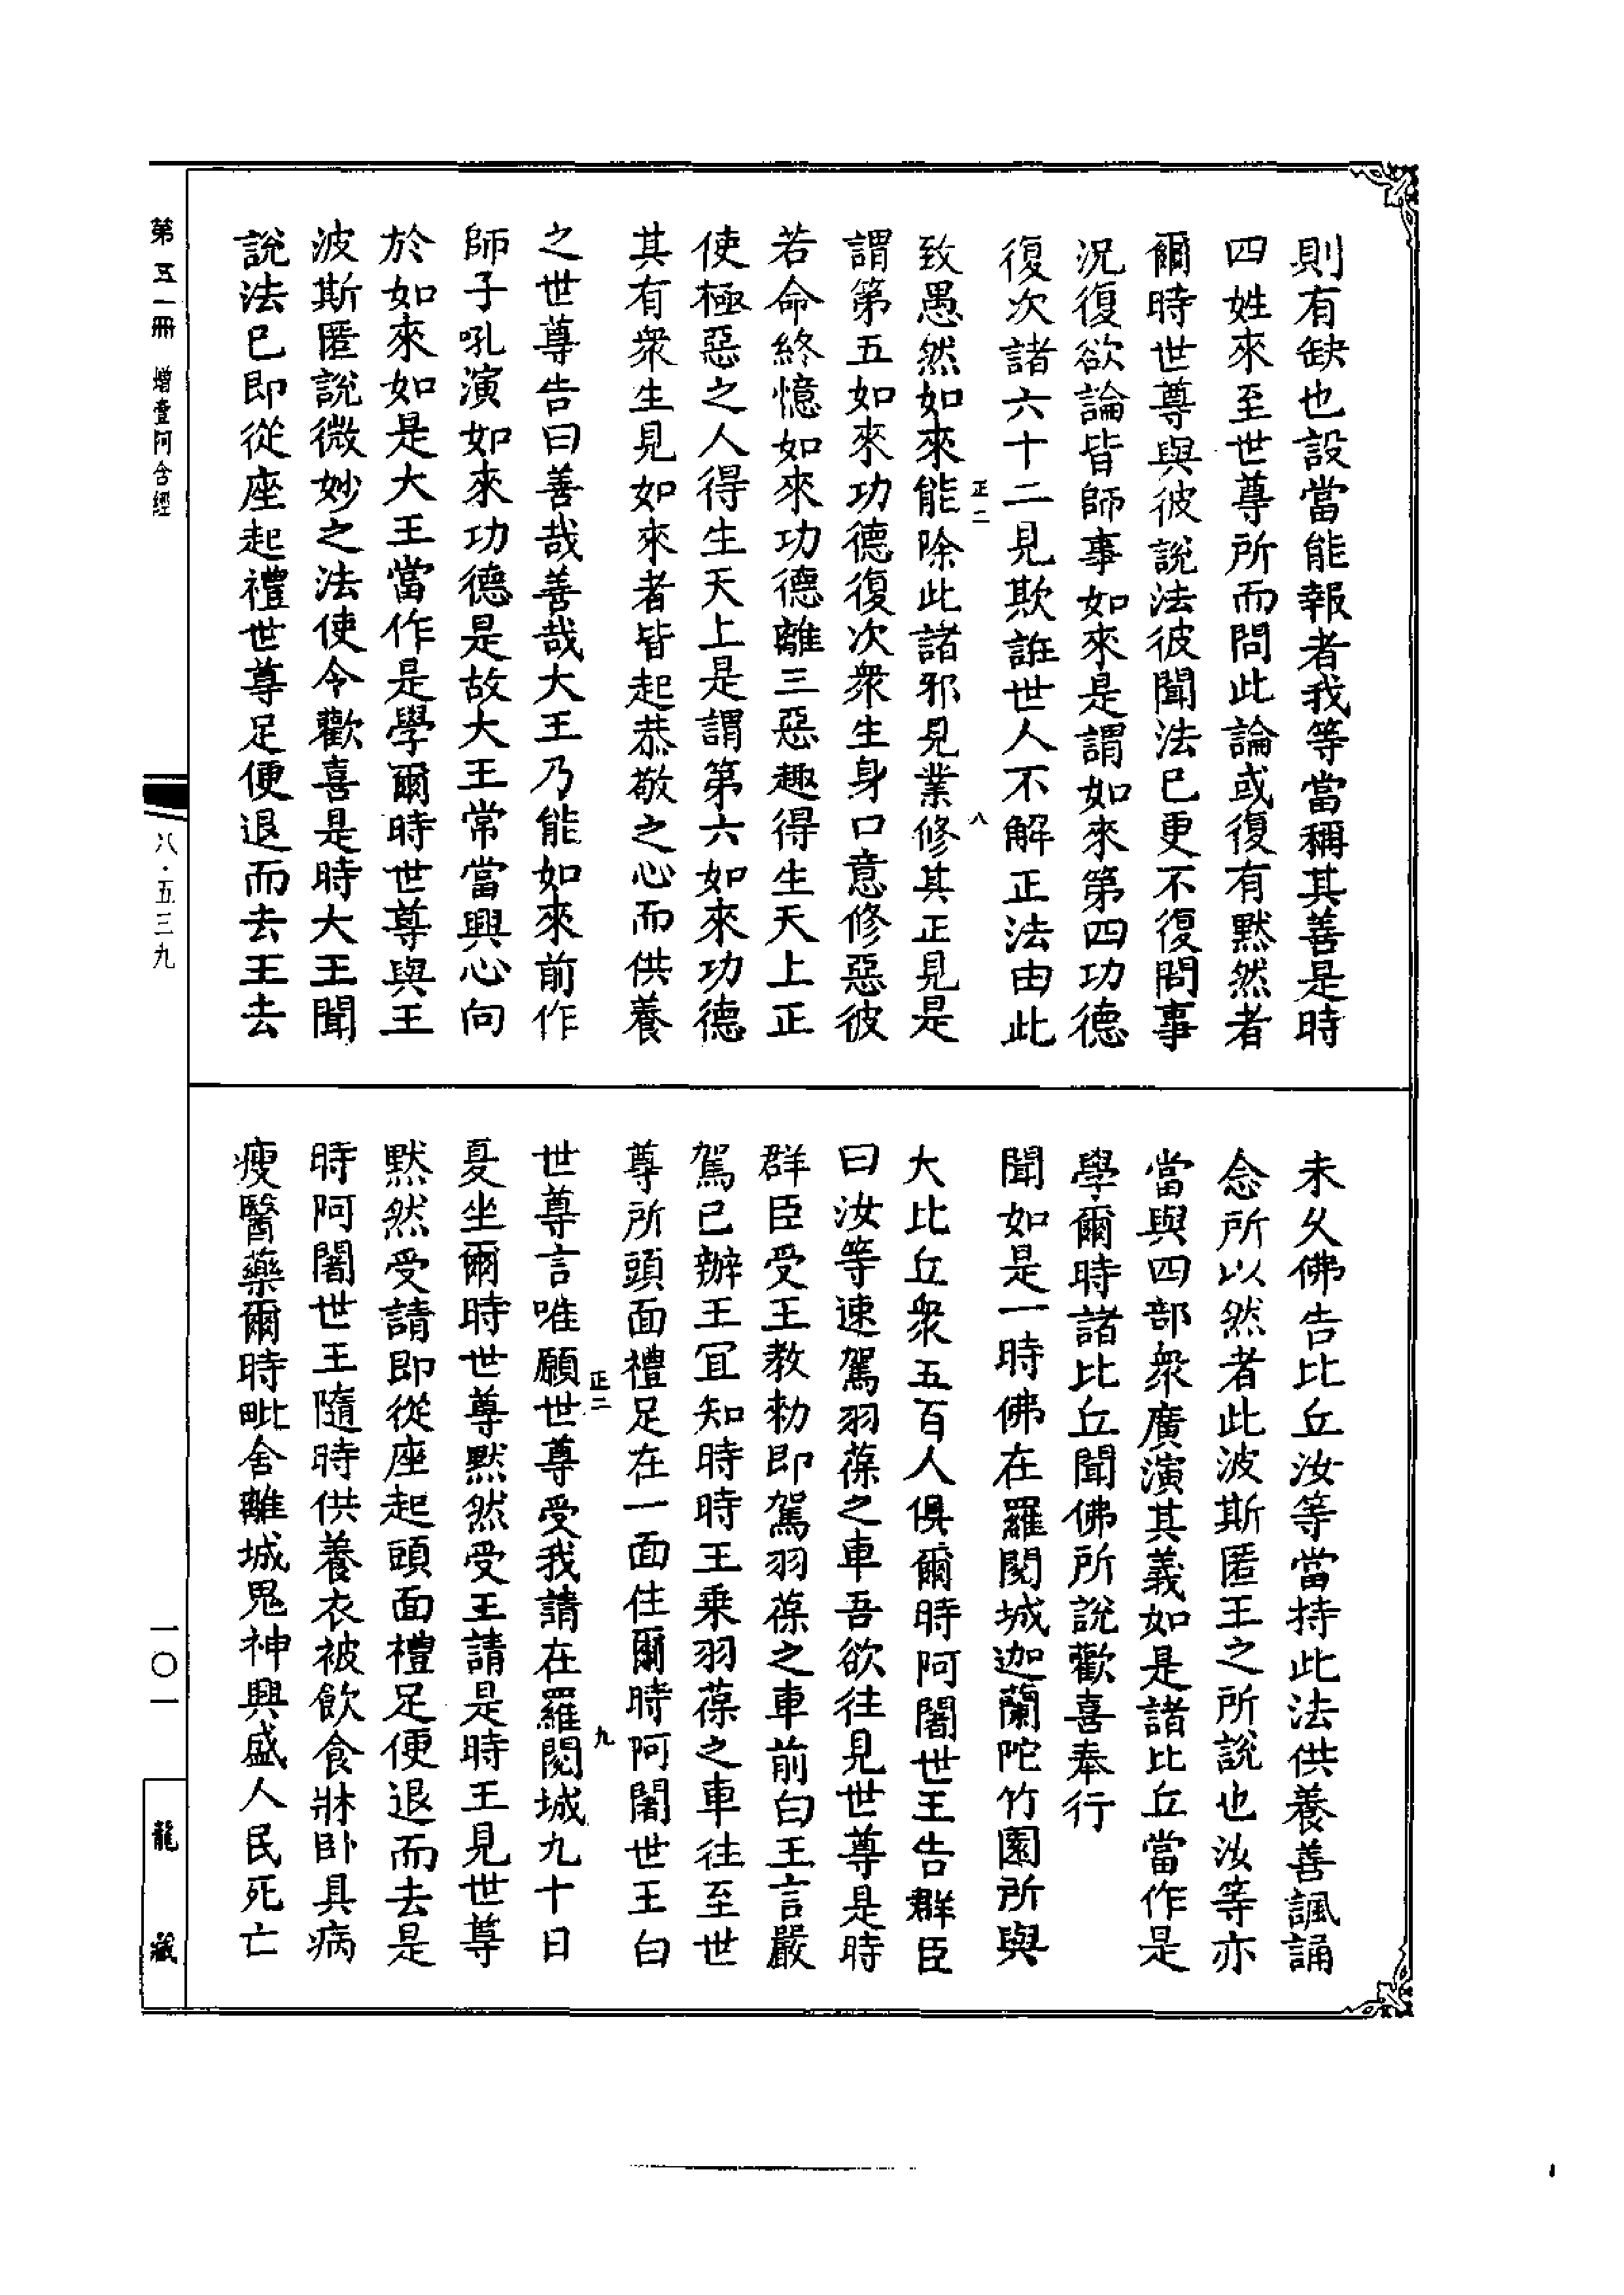 則有缺也設當能報者我等當稱其善是時
四姓來至世尊所而問此論或復有默然者
爾時世尊與彼說法彼聞法已更不復問事
況復欲論皆師事如來是謂如來第四功德
復次諸六十二見欺誑世人不解正法由此
致愚然如來能除此諸邪見業修其正見是
正二 八
謂第五如來功德復次衆生身口意修惡彼
若命終憶如來功德離三惡趣得生天上正
使極惡之人得生天上是謂第六如來功德
其有衆生見如來者皆起恭敬之心而供養
之世尊告曰善哉善哉大王乃能如來前作
師子吼演如來功德是故大王常當興心向
於如來如是大王當作是學爾時世尊與王
波斯匿說微妙之法使令歡喜是時大王聞
說法已即從座起禮世尊足便退而去王去
未久佛告比丘汝等當持此法供養善諷誦
念所以然者此波斯匿王之所說也汝等亦
當與四部衆廣演其義如是諸比丘當作是
學爾時諸比丘聞佛所說歡喜奉行
聞如是一時佛在羅閱城迦蘭陀竹園所與
大比丘衆五百人俱爾時阿闍世王告群臣
曰汝等速駕羽葆之車吾欲往見世尊是時
群臣受王教勑即駕羽葆之車前白王言嚴
駕已辦王宜知時時王乘羽葆之車往至世
尊所頭面禮足在一面住爾時阿闍世王白
正二 九
世尊言唯願世尊受我請在羅閱城九十日
夏坐爾時世尊默然受王請是時王見世尊
默然受請即從座起頭面禮足便退而去是
時阿闍世王隨時供養衣被飲食牀卧具病
瘦醫藥爾時毗舍離城鬼神興盛人民死亡
第五一冊 增壹阿含經
八·五三九
一〇一
龍藏